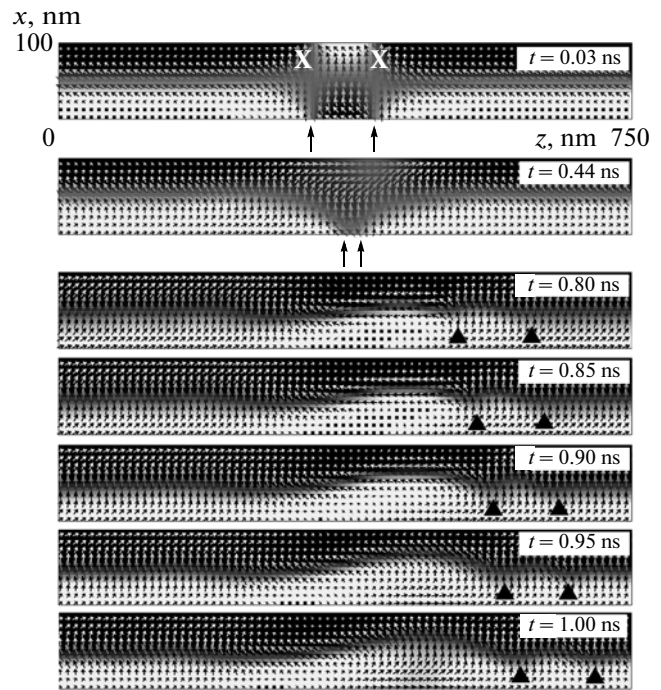 x, nm
100
X X
t = 0.03 ns
0
z, nm 750
t = 0.44 ns
t = 0.80 ns
t = 0.85 ns
t = 0.90 ns
t = 0.95 ns
t = 1.00 ns